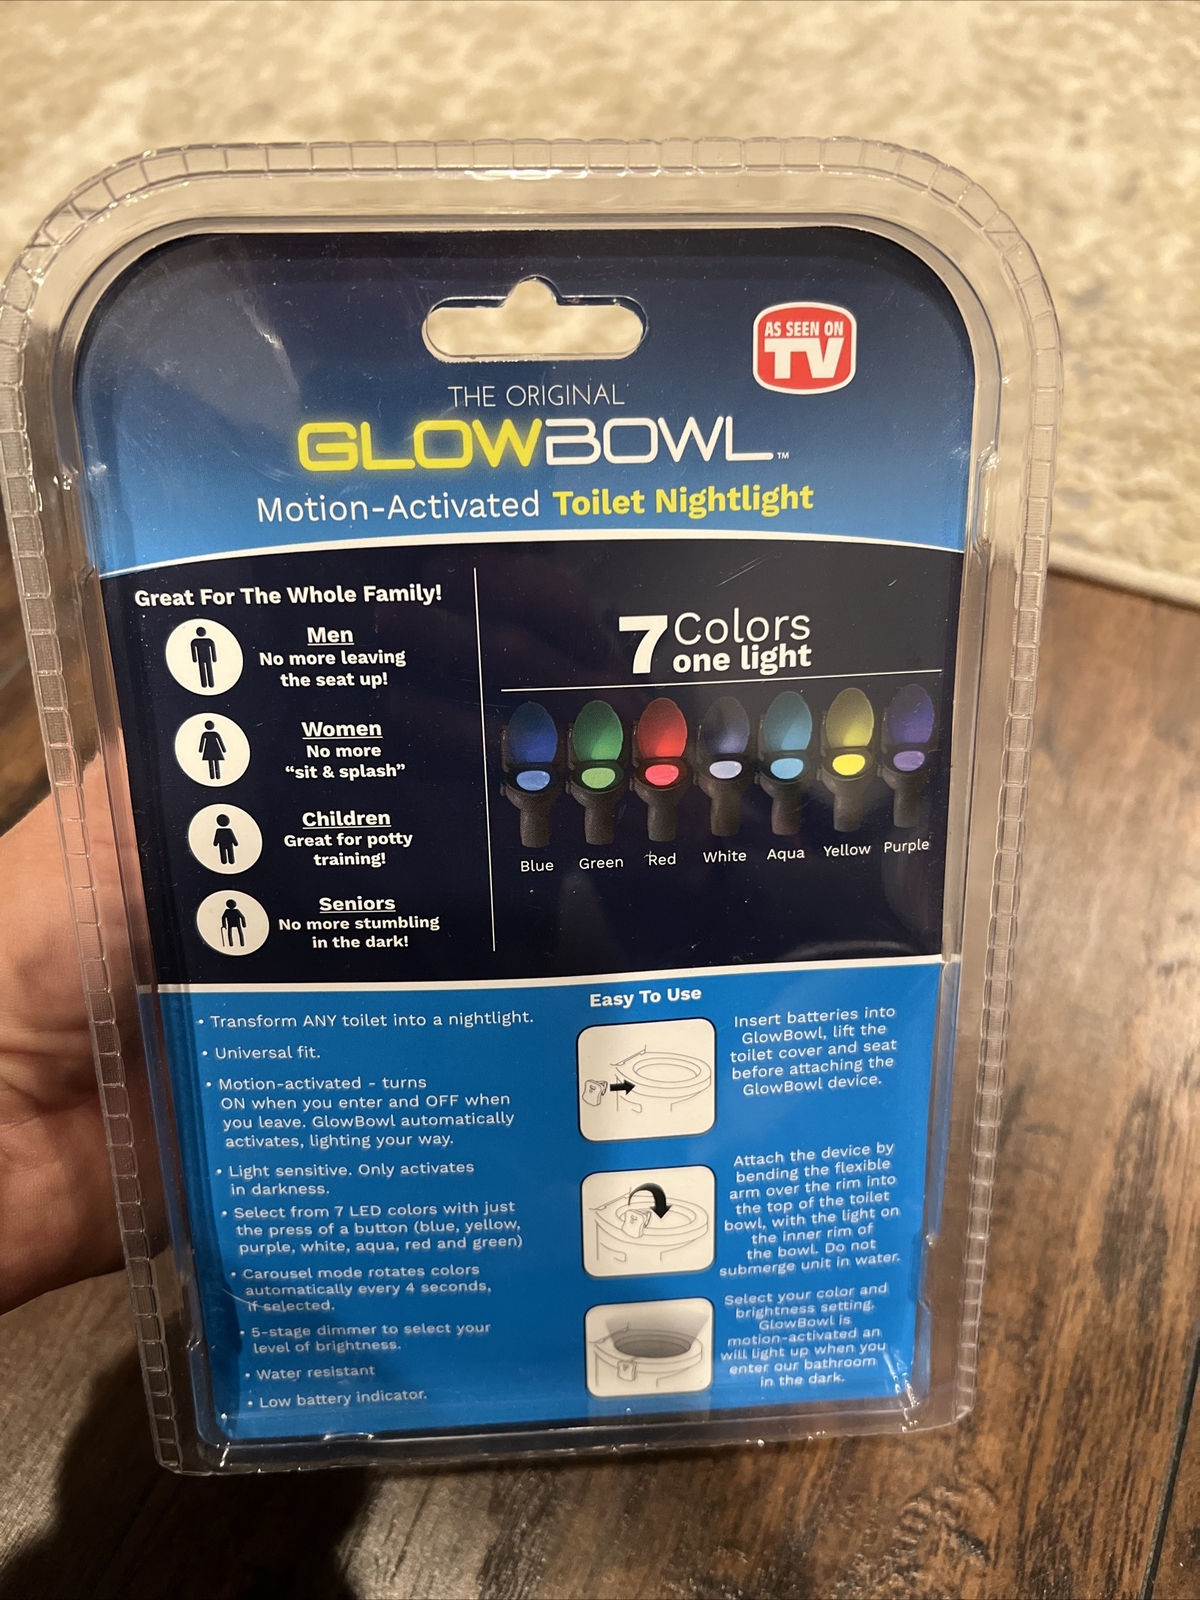 AS SEEN ON
TV
THE ORIGINAL
GLOWBOWL™
Motion-Activated Toilet Nightlight
Great For The Whole Family!
Men
No more leaving
the seat up!
Women
No more
“sit & splash”
Children
Great for potty
training!
Seniors
No more stumbling
in the dark!
7 Colors
one light
Blue Green Red White Aqua Yellow Purple
• Transform ANY toilet into a nightlight.
• Universal fit.
• Motion-activated - turns
ON when you enter and OFF when
you leave. GlowBowl automatically
activates, lighting your way.
• Light sensitive. Only activates
in darkness.
• Select from 7 LED colors with just
the press of a button (blue, yellow,
purple, white, aqua, red and green)
• Carousel mode rotates colors
automatically every 4 seconds,
if selected.
• 5-stage dimmer to select your
level of brightness.
• Water resistant
• Low battery indicator.
Easy To Use
Insert batteries into
GlowBowl, lift the
toilet cover and seat
before attaching the
GlowBowl device.
Attach the device by
bending the flexible
arm over the rim into
the top of the toilet
bowl, with the light on
the inner rim of
the bowl. Do not
submerge unit in water.
Select your color and
brightness setting.
GlowBowl is
motion-activated an
will light up when you
enter our bathroom
in the dark.